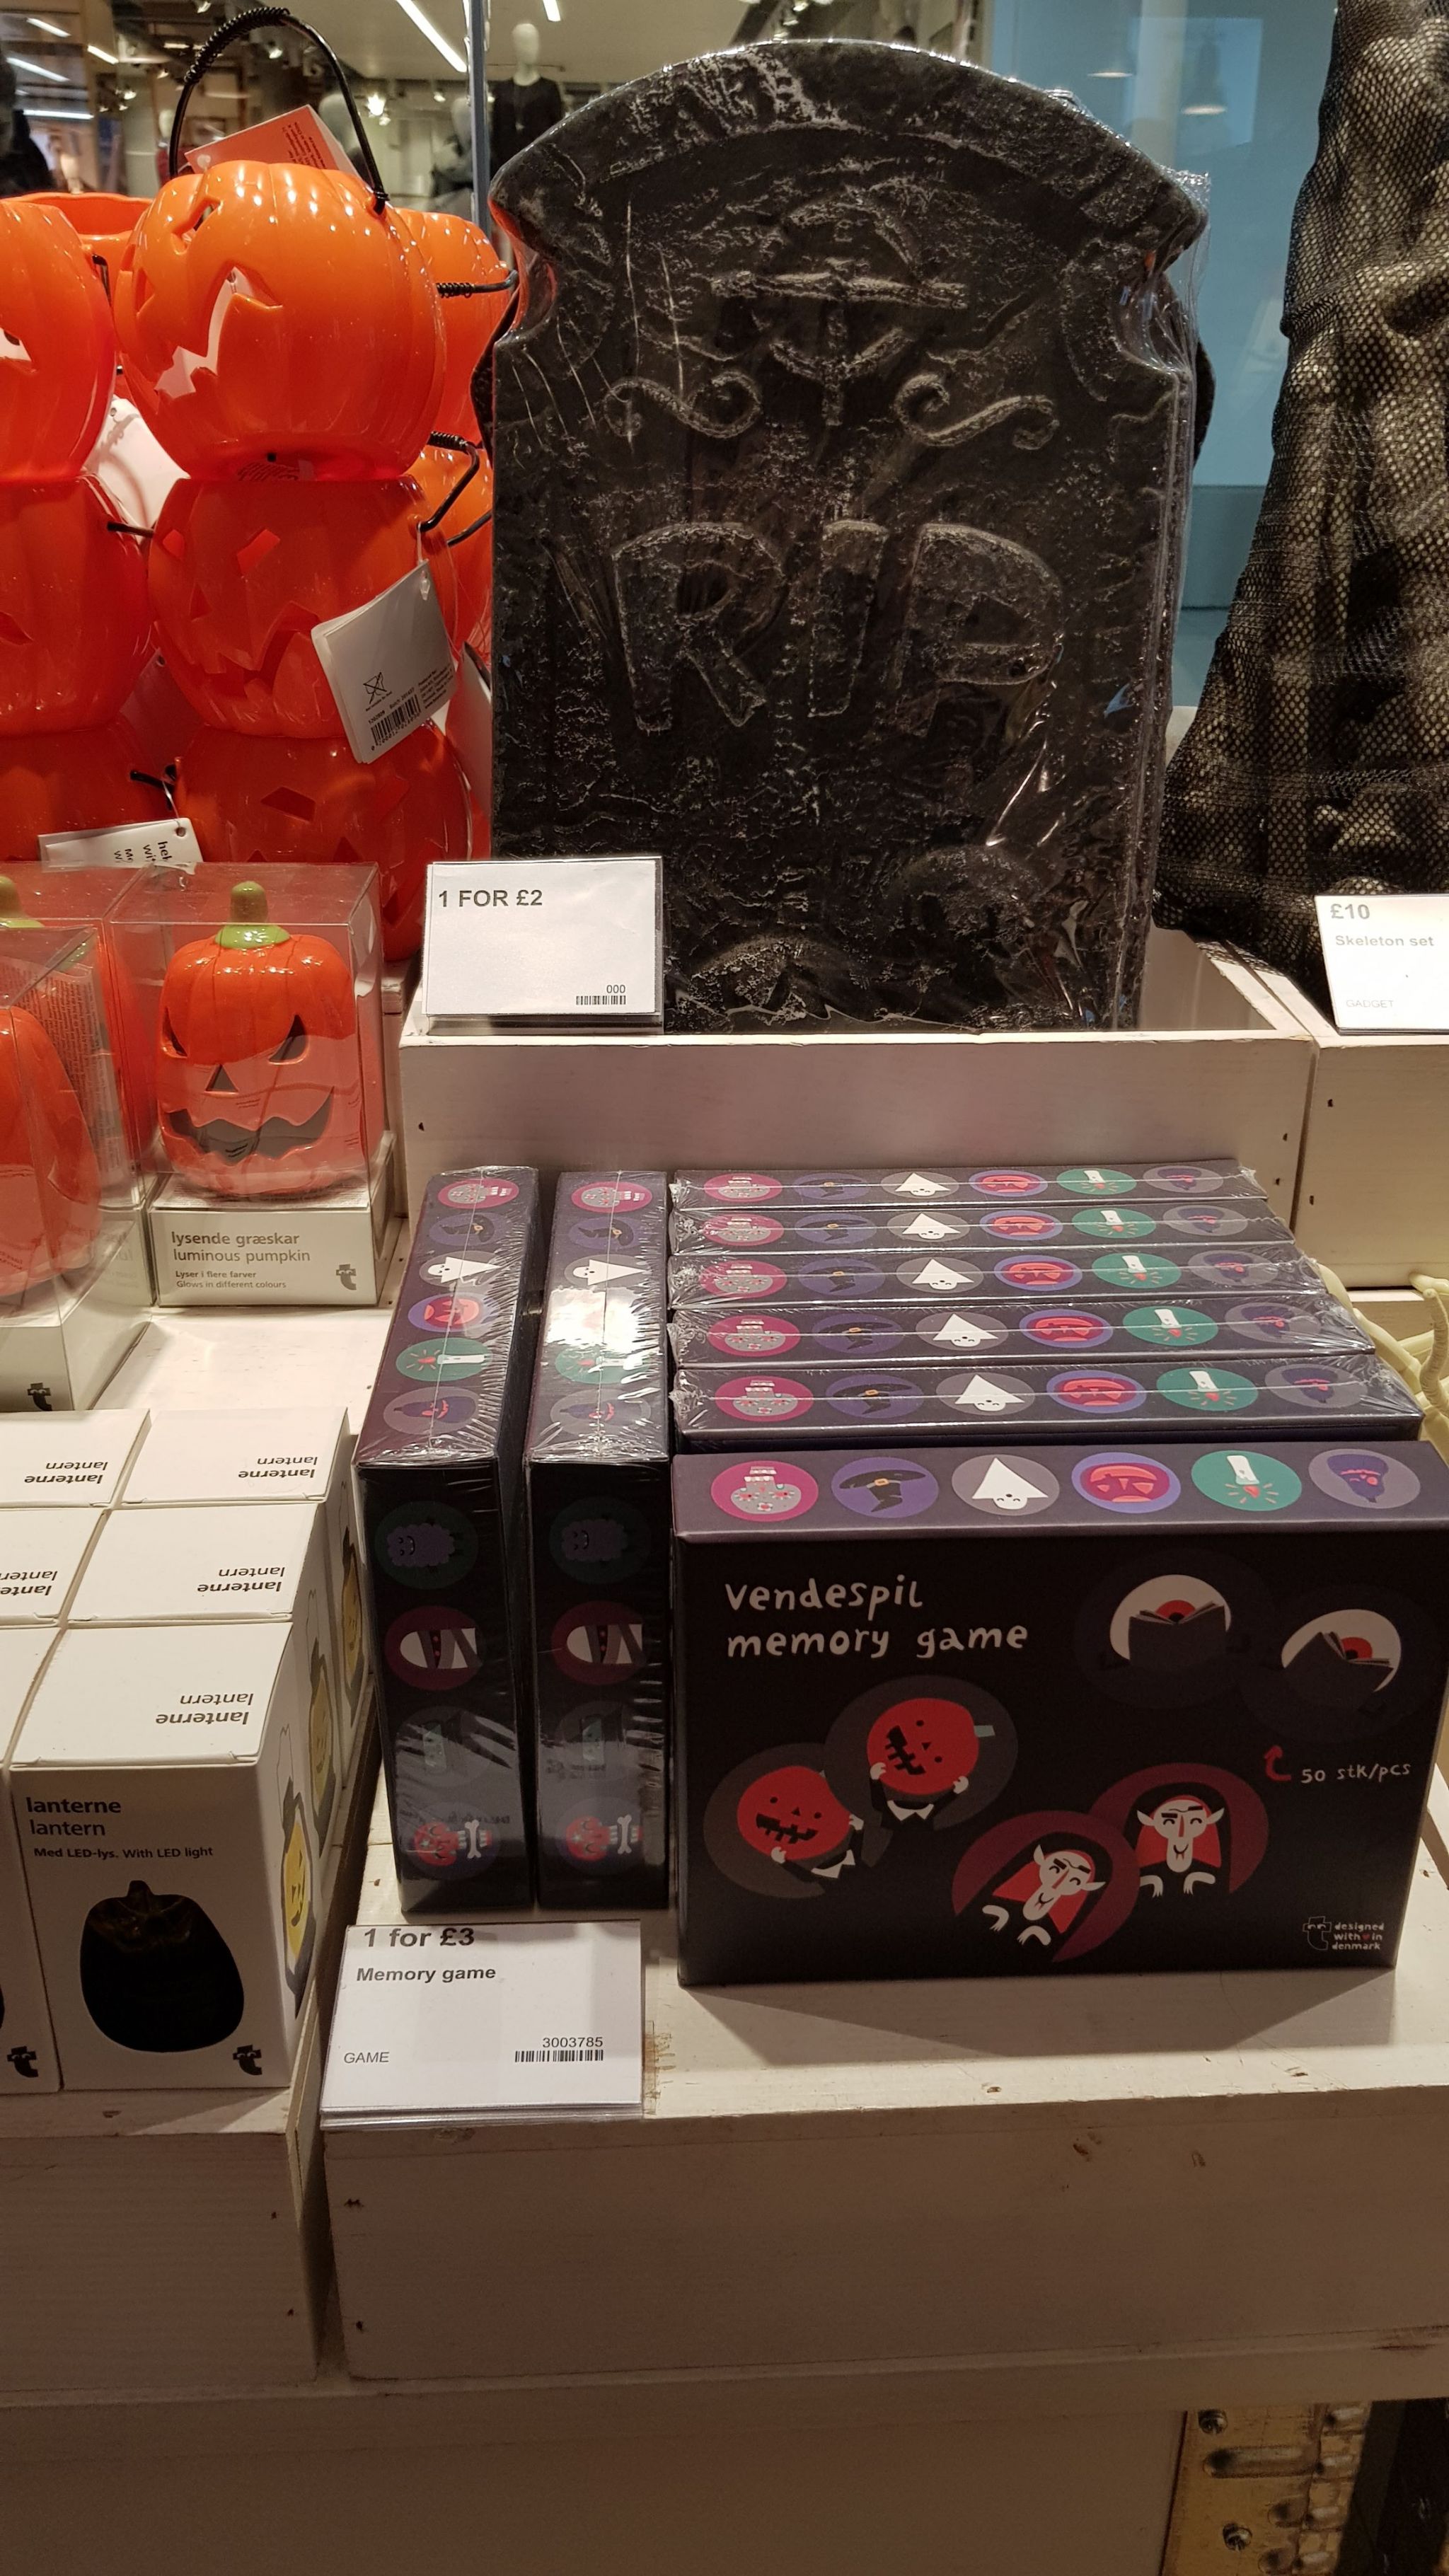 RIP
1 FOR £2
000
£10
Skeleton set
GADGET
lysende græskar
luminous pumpkin
Lyser i flere farver
Glows in different colours
lanterne
lantern
lanterne
lantern
lanterne
lantern
lanterne
lantern
lanterne
lantern
lanterne
lantern
Med LED-lys. With LED light
vendespil
memory game
50 stk/pcs
designed
with in
denmark
1 for £3
Memory game
3003785
GAME